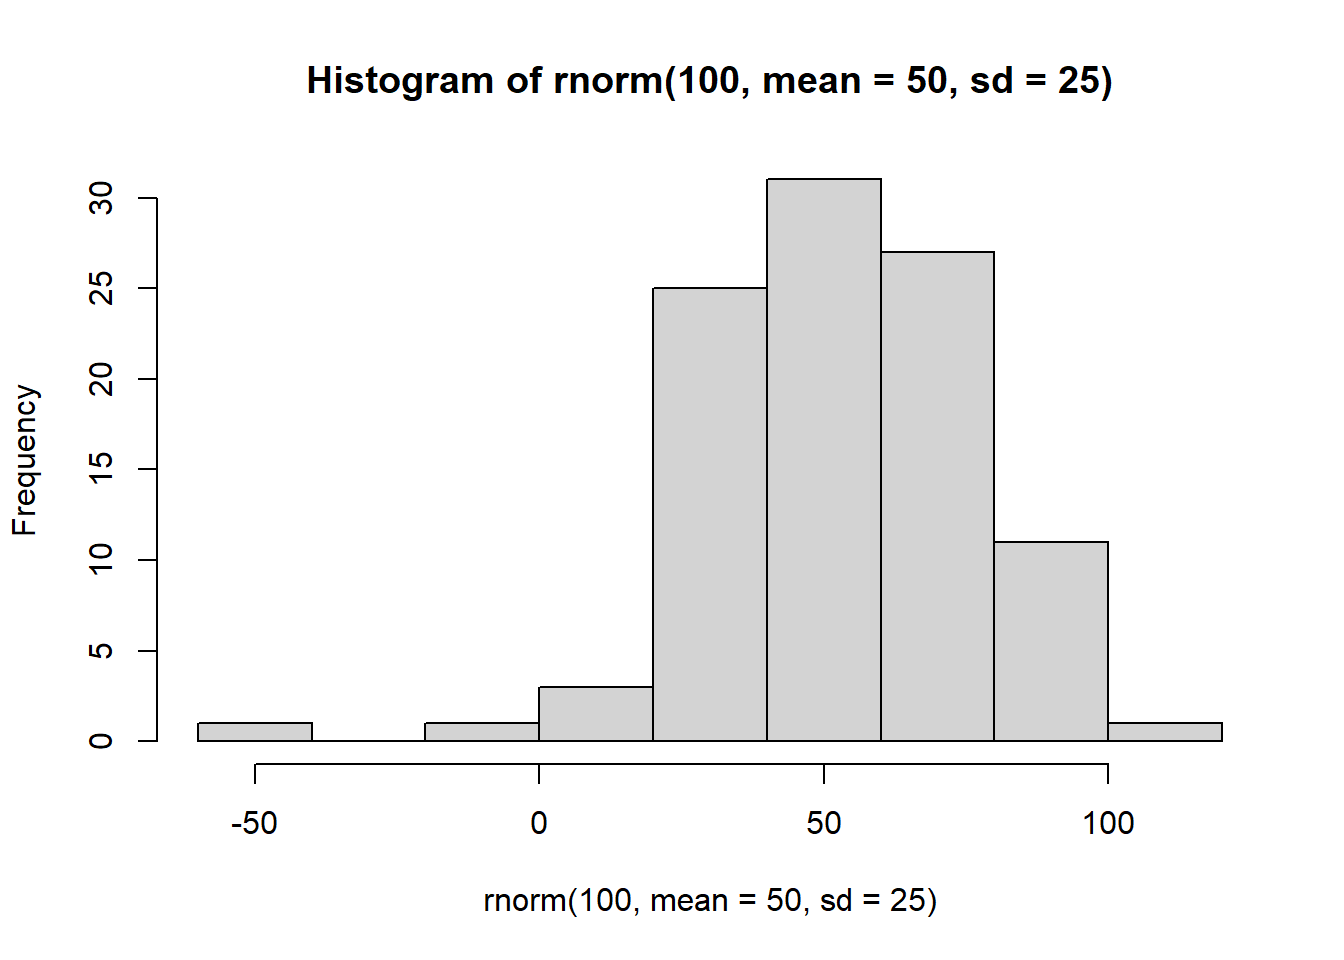 Histogram of rnorm(100, mean = 50, sd = 25)
Frequency
30
25
20
15
10
5
0
-50 0 50 100
rnorm(100, mean = 50, sd = 25)